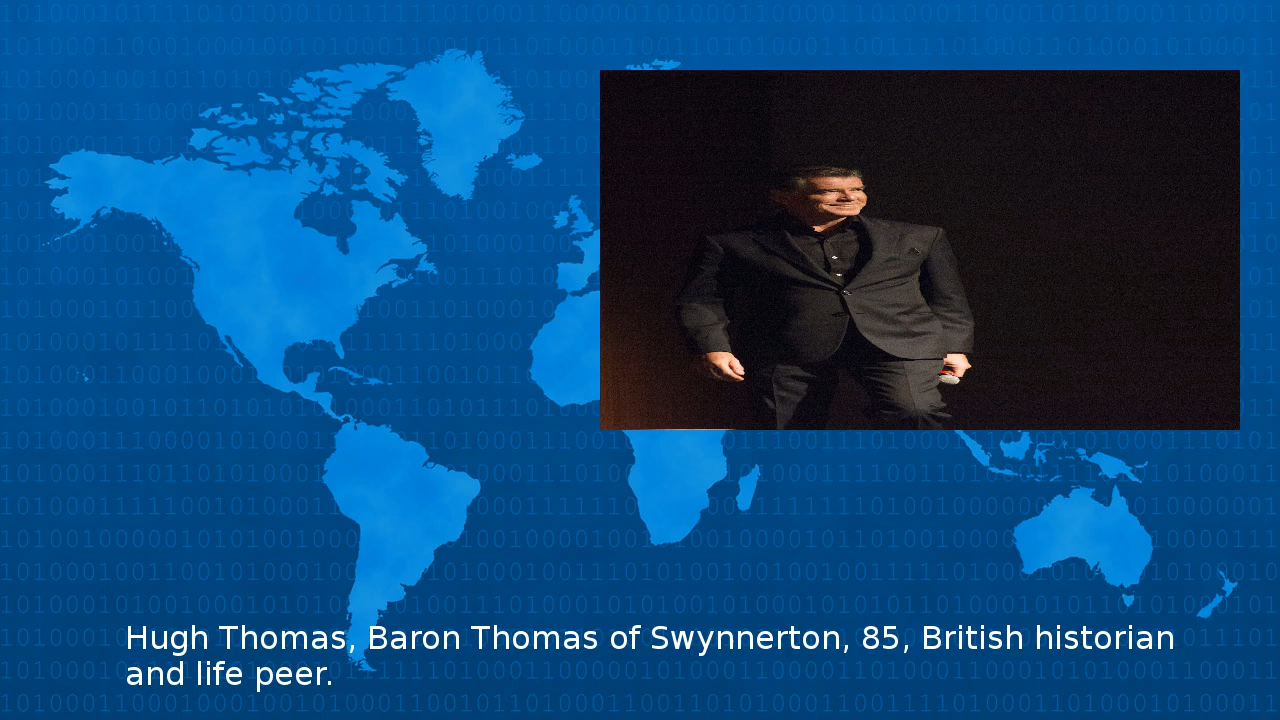 Hugh Thomas, Baron Thomas of Swynnerton, 85, British historian
and life peer.